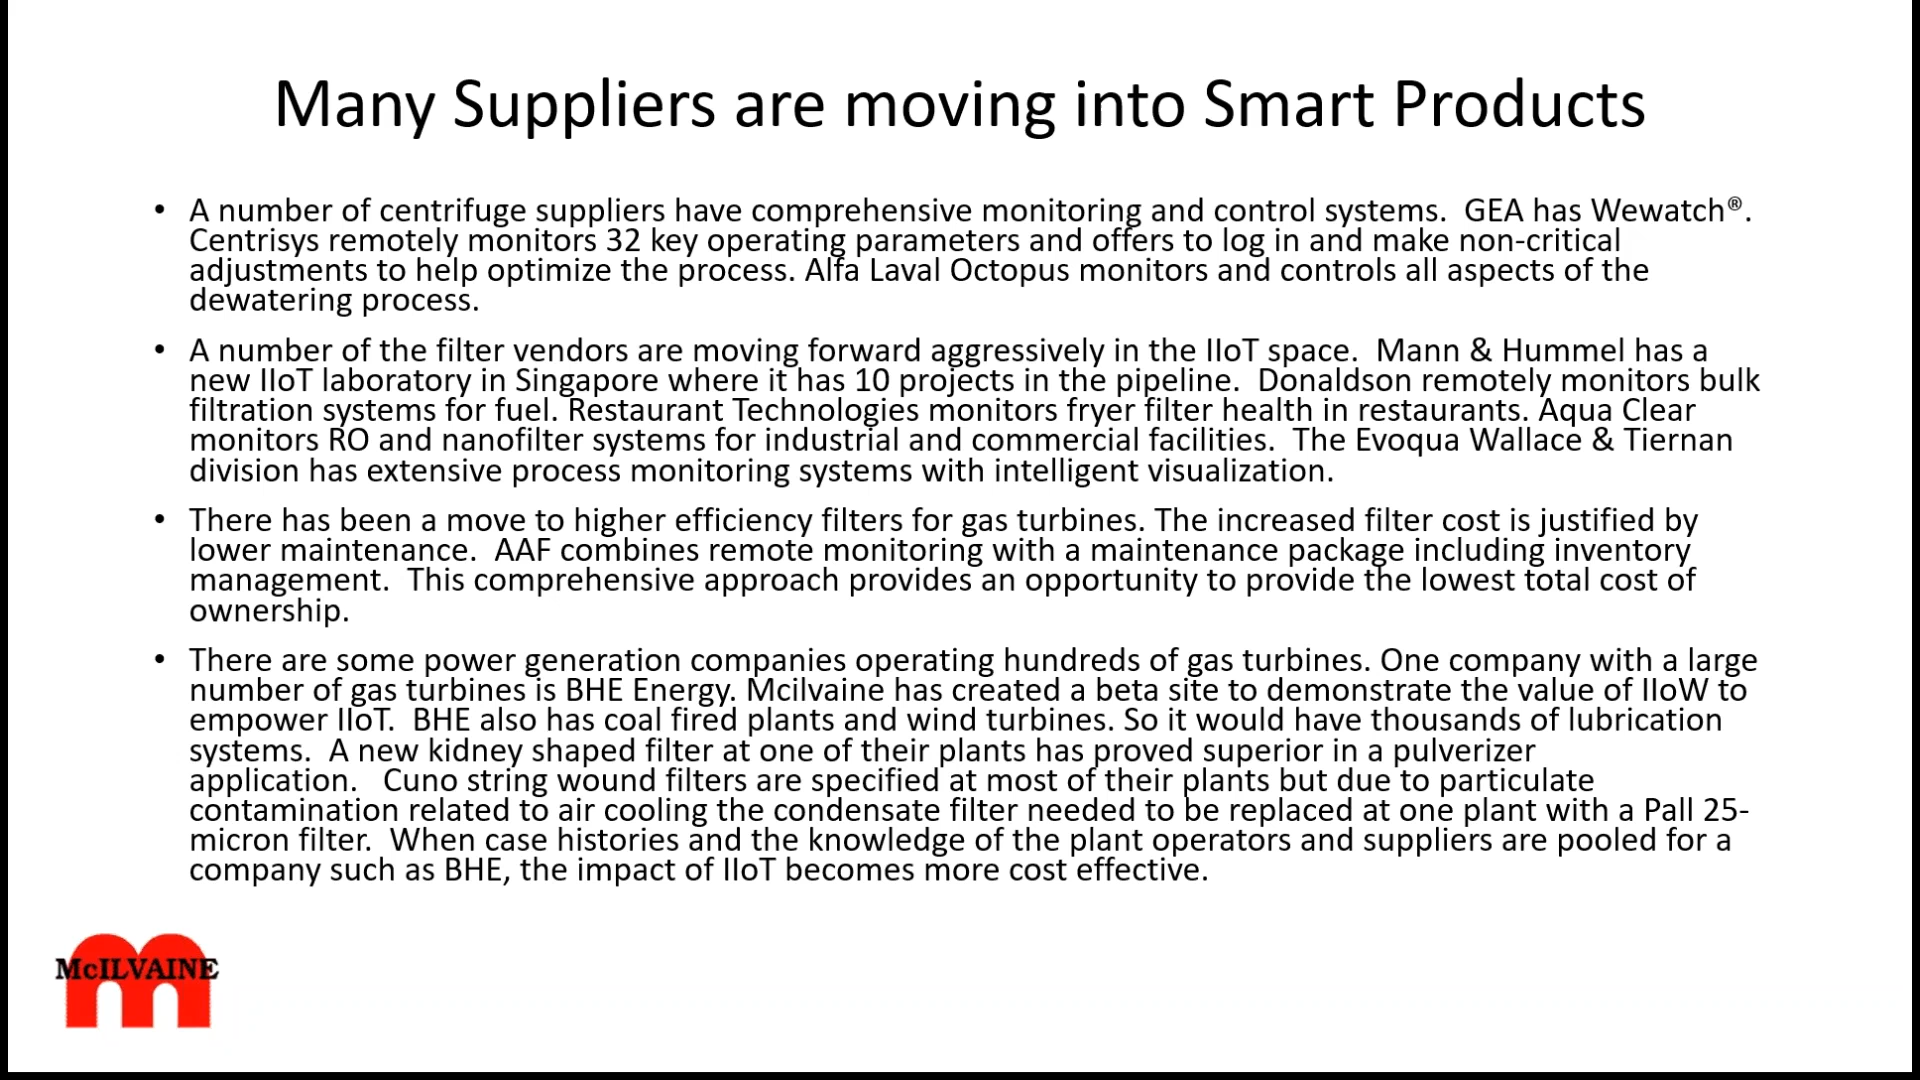 Many Suppliers are moving into Smart Products
• A number of centrifuge suppliers have comprehensive monitoring and control systems.  GEA has Wewatch®.
Centrisys remotely monitors 32 key operating parameters and offers to log in and make non-critical
adjustments to help optimize the process. Alfa Laval Octopus monitors and controls all aspects of the
dewatering process.
• A number of the filter vendors are moving forward aggressively in the IIoT space.  Mann & Hummel has a
new IIoT laboratory in Singapore where it has 10 projects in the pipeline.  Donaldson remotely monitors bulk
filtration systems for fuel. Restaurant Technologies monitors fryer filter health in restaurants. Aqua Clear
monitors RO and nanofilter systems for industrial and commercial facilities.  The Evoqua Wallace & Tiernan
division has extensive process monitoring systems with intelligent visualization.
• There has been a move to higher efficiency filters for gas turbines. The increased filter cost is justified by
lower maintenance.  AAF combines remote monitoring with a maintenance package including inventory
management.  This comprehensive approach provides an opportunity to provide the lowest total cost of
ownership.
• There are some power generation companies operating hundreds of gas turbines. One company with a large
number of gas turbines is BHE Energy. Mcilvaine has created a beta site to demonstrate the value of IIoW to
empower IIoT.  BHE also has coal fired plants and wind turbines. So it would have thousands of lubrication
systems.  A new kidney shaped filter at one of their plants has proved superior in a pulverizer
application.   Cuno string wound filters are specified at most of their plants but due to particulate
contamination related to air cooling the condensate filter needed to be replaced at one plant with a Pall 25-
micron filter.  When case histories and the knowledge of the plant operators and suppliers are pooled for a
company such as BHE, the impact of IIoT becomes more cost effective.
McILVAINE